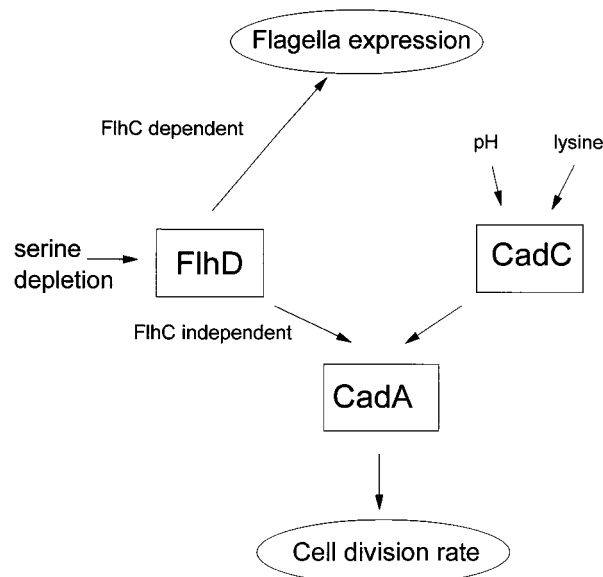 Flagella expression
FlhC dependent
pH
lysine
serine
depletion
FlhD
CadC
FlhC independent
CadA
Cell division rate